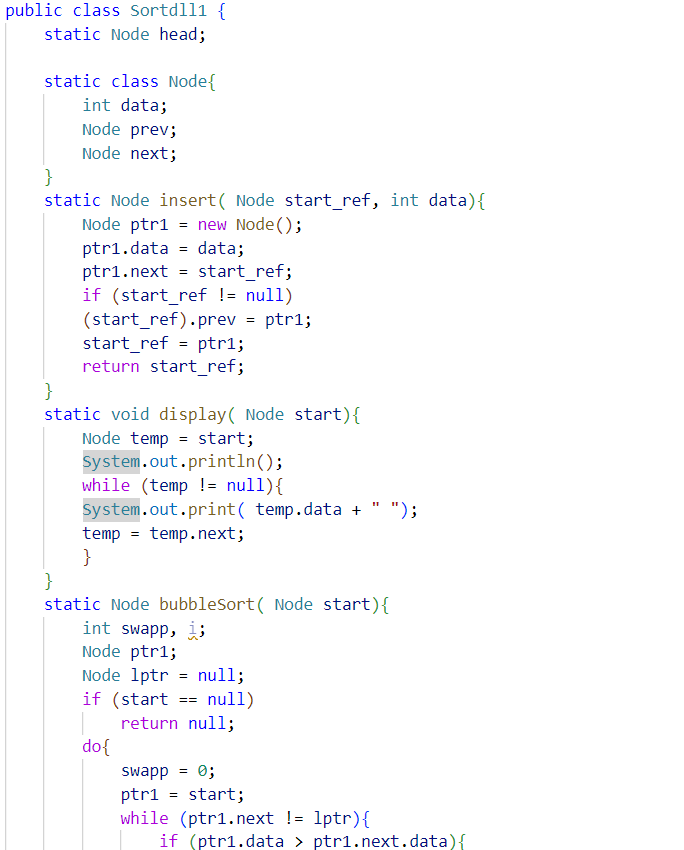 public class Sortdll1 {
static Node head;
static class Node{
int data;
Node prev;
Node next;
}
static Node insert( Node start_ref, int data){
Node ptr1 = new Node();
ptr1.data = data;
ptr1.next = start_ref;
if (start_ref != null)
(start_ref).prev = ptr1;
start_ref = ptr1;
return start_ref;
}
static void display( Node start){
Node temp = start;
System.out.println();
while (temp != null){
System.out.print( temp.data + " ");
temp = temp.next;
}
}
static Node bubbleSort( Node start){
int swapp, i;
Node ptr1;
Node lptr = null;
if (start == null)
return null;
do{
swapp = 0;
ptr1 = start;
while (ptr1.next != lptr){
if (ptr1.data > ptr1.next.data){